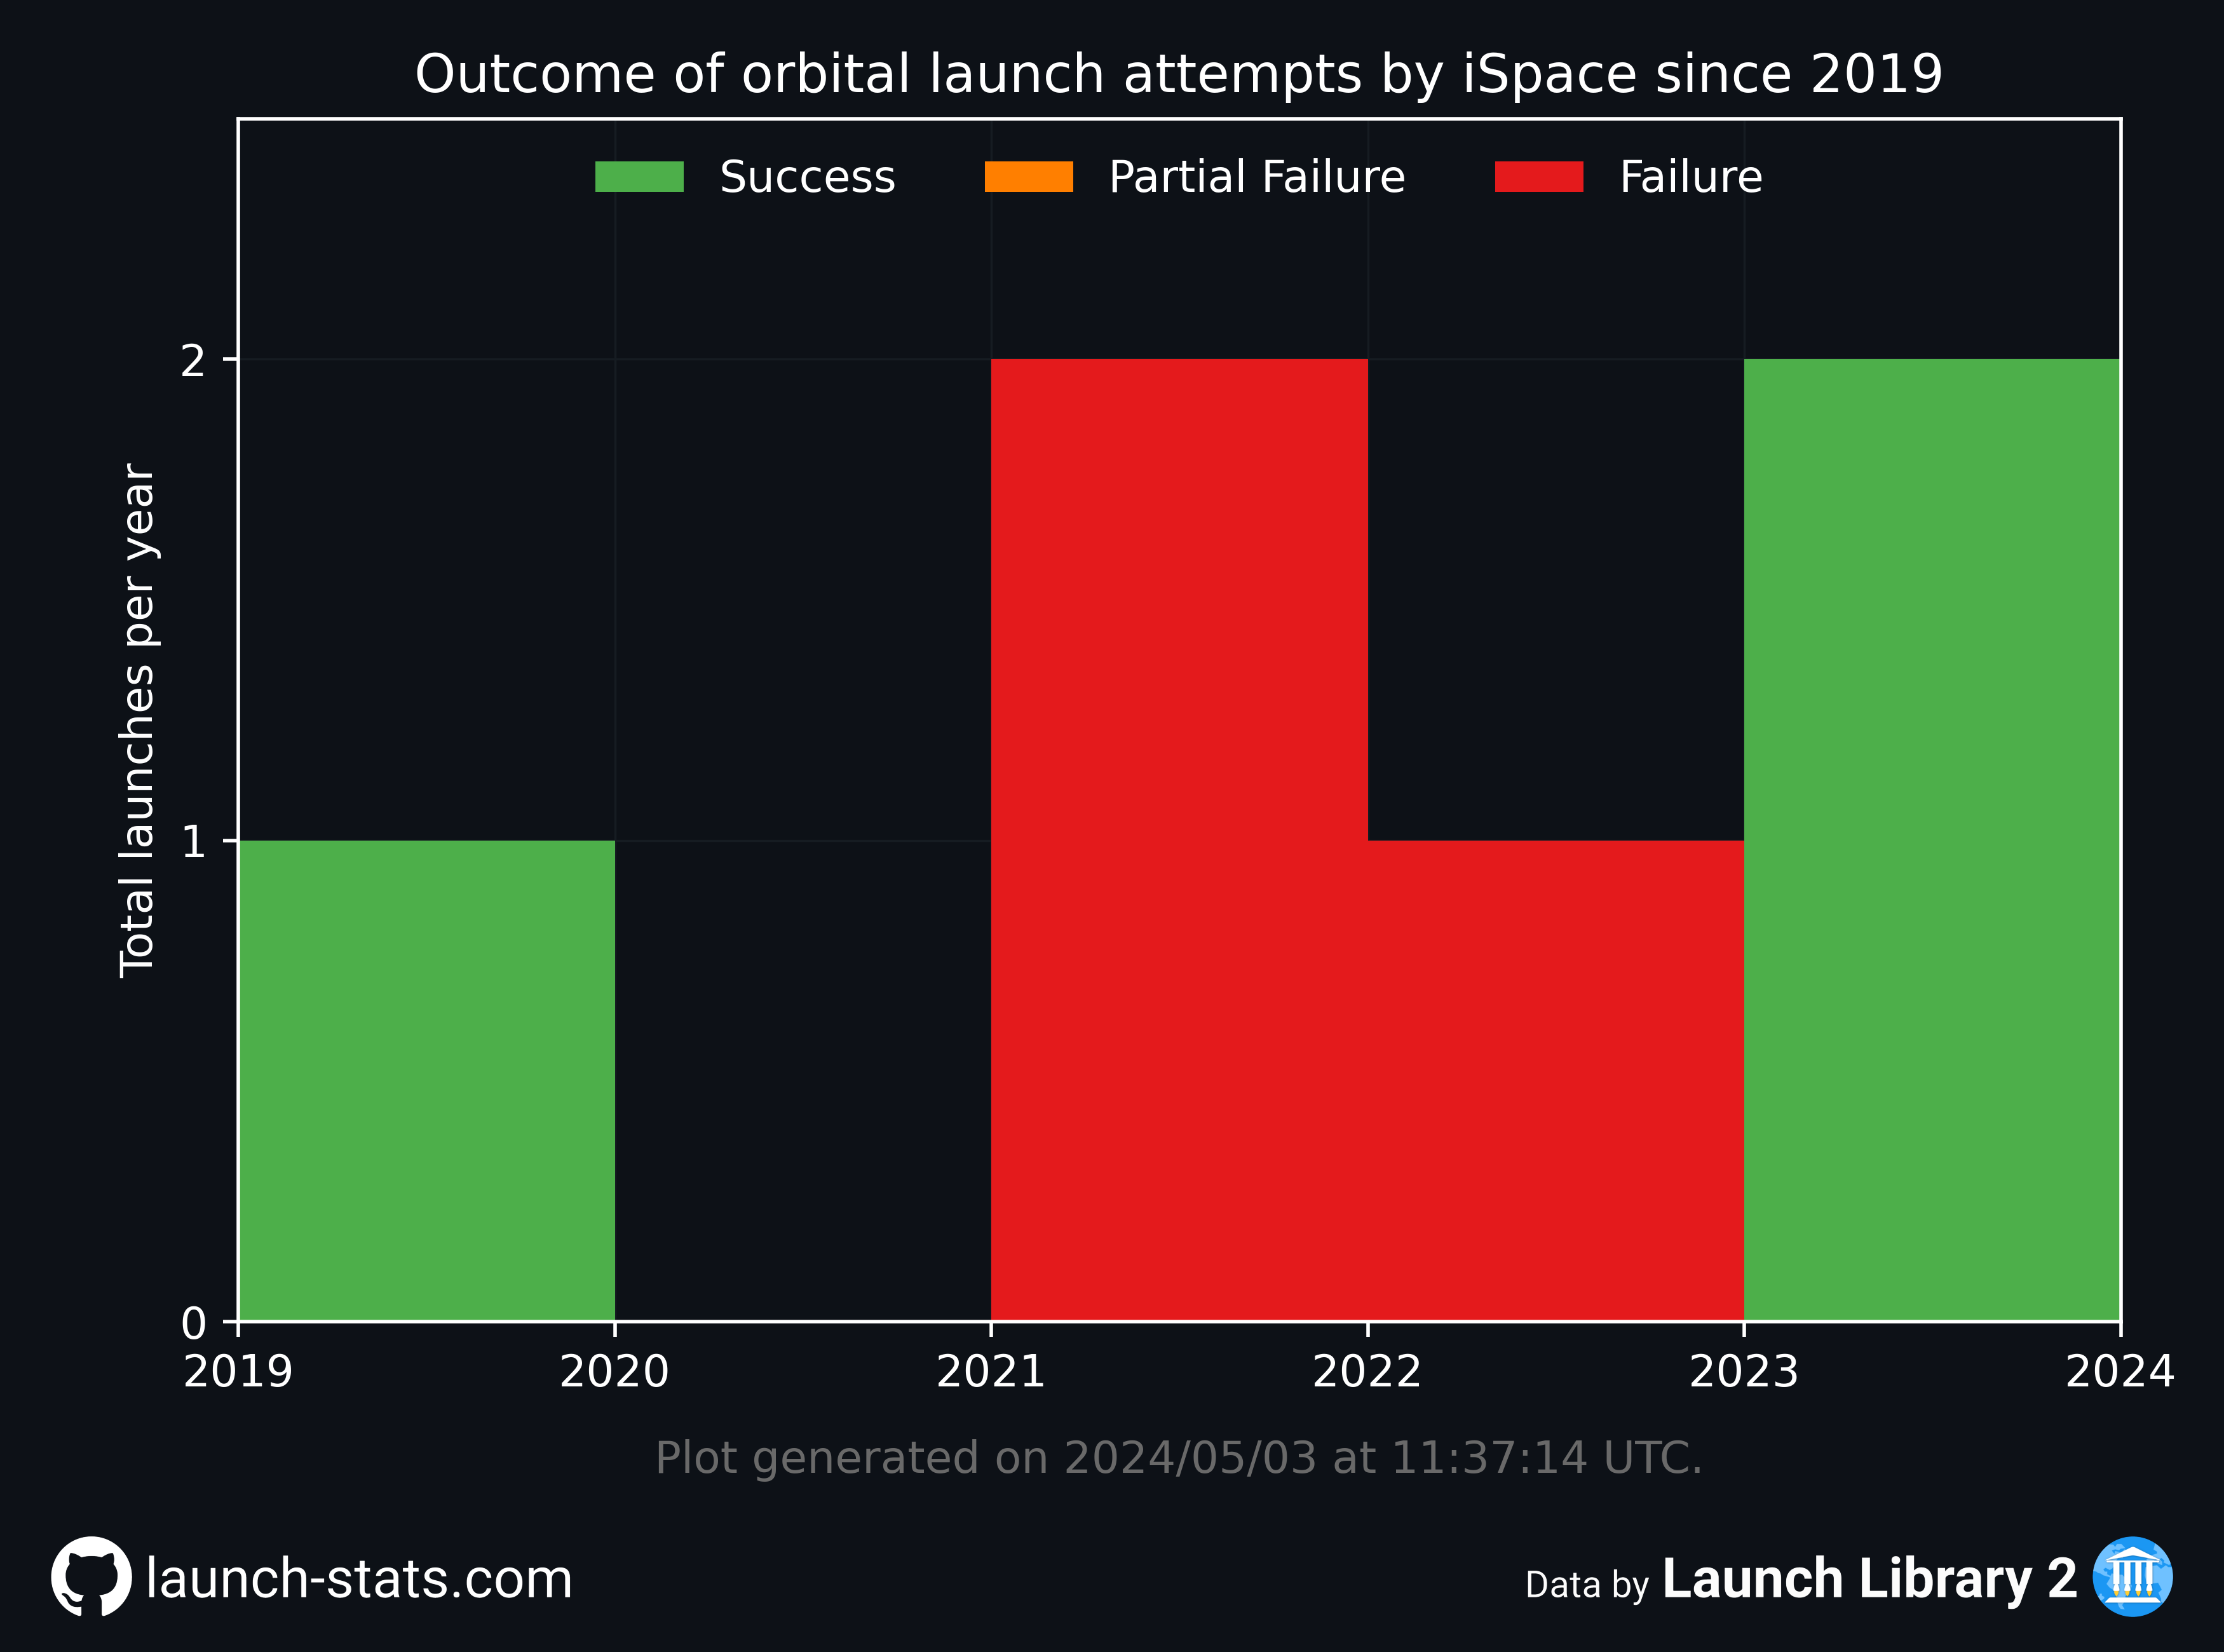 Outcome of orbital launch attempts by iSpace since 2019
Success Partial Failure Failure
Total launches per year
2
1
0
2019 2020 2021 2022 2023 2024
Plot generated on 2024/05/03 at 11:37:14 UTC.
launch-stats.com
Data by Launch Library 2